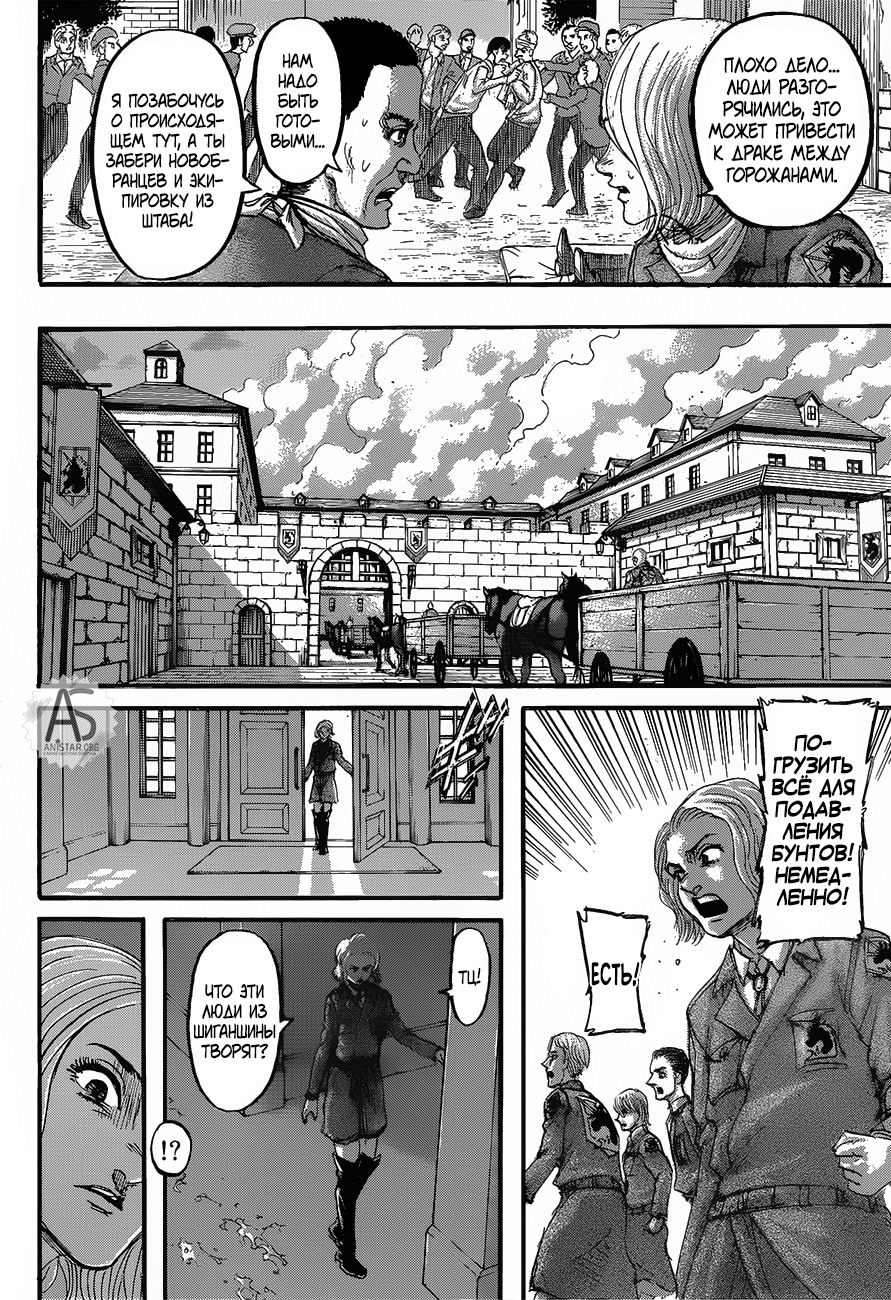 ПЛОХО ДЕЛО...
ЛЮДИ РАЗГО-
РЯЧИЛИСЬ, ЭТО
МОЖЕТ ПРИВЕСТИ
К ДРАКЕ МЕЖДУ
ГОРОЖАНАМИ.
НАМ
НАДО
БЫТЬ
ГОТО-
ВЫМИ...
Я ПОЗАБОЧУСЬ
О ПРОИСХОДЯ-
ЩЕМ ТУТ, А ТЫ
ЗАБЕРИ НОВОБ-
РАНЦЕВ И ЭКИ-
ПИРОВКУ ИЗ
ШТАБА!
ПО-
ГРУЗИТЬ
ВСЁ ДЛЯ
ПОДАВ-
ЛЕНИЯ
БУНТОВ!
НЕМЕД-
ЛЕННО!
ЕСТЬ!
AS
ANISTAR.ORG
ТЦ!
ЧТО ЭТИ
ЛЮДИ ИЗ
ШИГАНШИНЫ
ТВОРЯТ?
!?